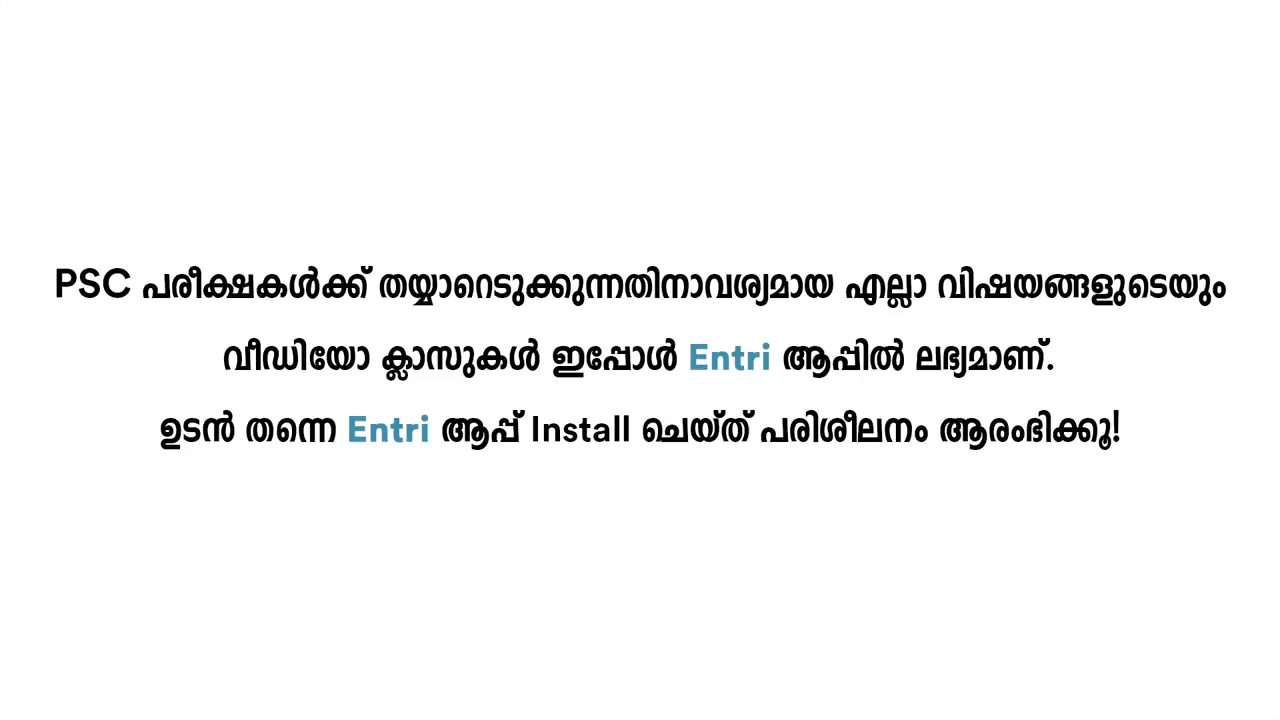 PSC പരീക്ഷകൾക്ക് തയ്യാറെടുക്കുന്നതിനാവശ്യമായ എല്ലാ വിഷയങ്ങളുടെയും
വീഡിയോ ക്ലാസുകൾ ഇപ്പോൾ Entri ആപ്പിൽ ലഭ്യമാണ്.
ഉടൻ തന്നെ Entri ആപ്പ് Install ചെയ്ത് പരിശീലനം ആരംഭിക്കൂ!